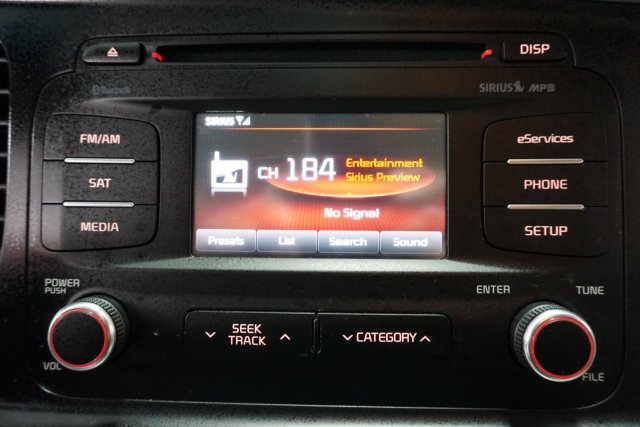 DISP
Bluetooth
SIRIUS MP3
SIRIUS
FM/AM
SAT
MEDIA
CH 184
Entertainment
Sirius Preview
No Signal
Presets List Search Sound
eServices
PHONE
SETUP
POWER
PUSH
VOL
SEEK
TRACK
CATEGORY
ENTER
TUNE
FILE